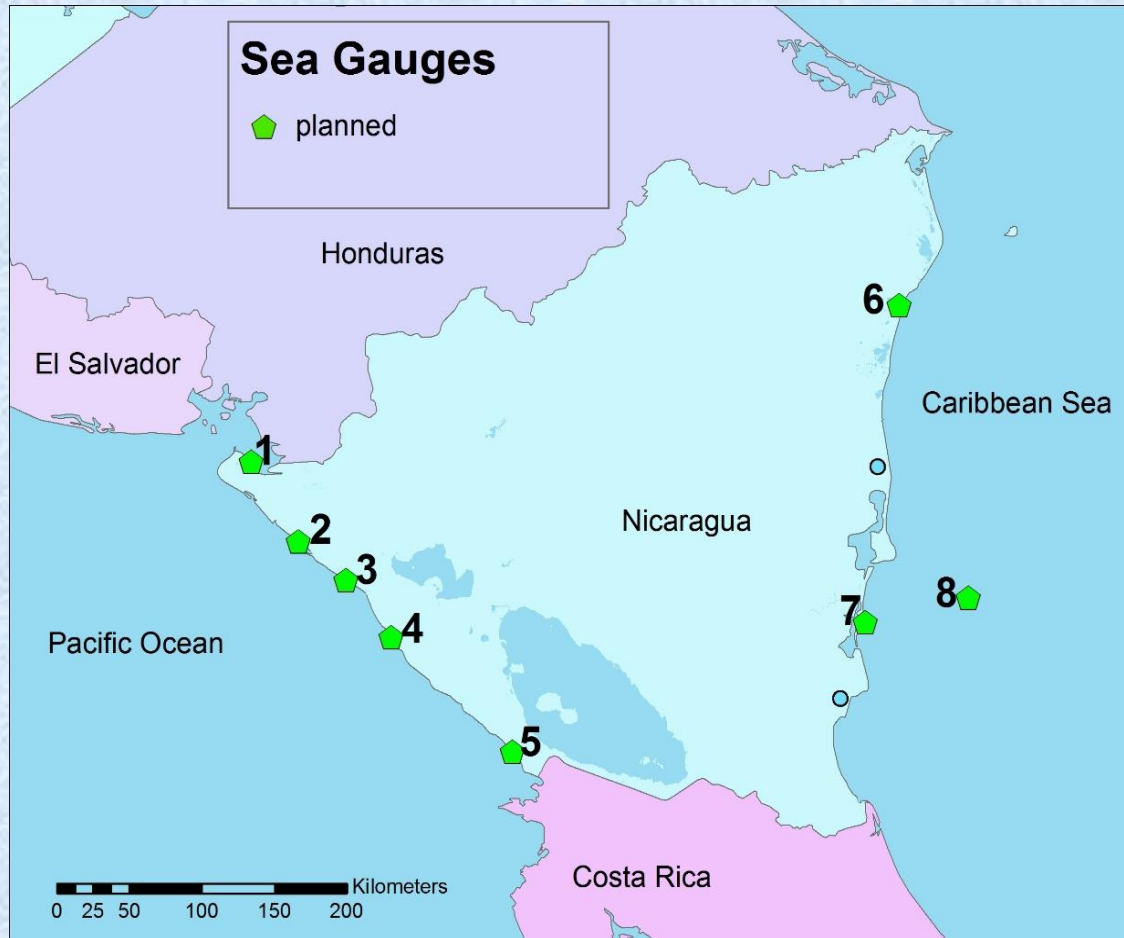 Sea Gauges
planned
Honduras
El Salvador
6
Caribbean Sea
1
Nicaragua
2
3
8
7
4
Pacific Ocean
5
Costa Rica
Kilometers
0 25 50 100 150 200